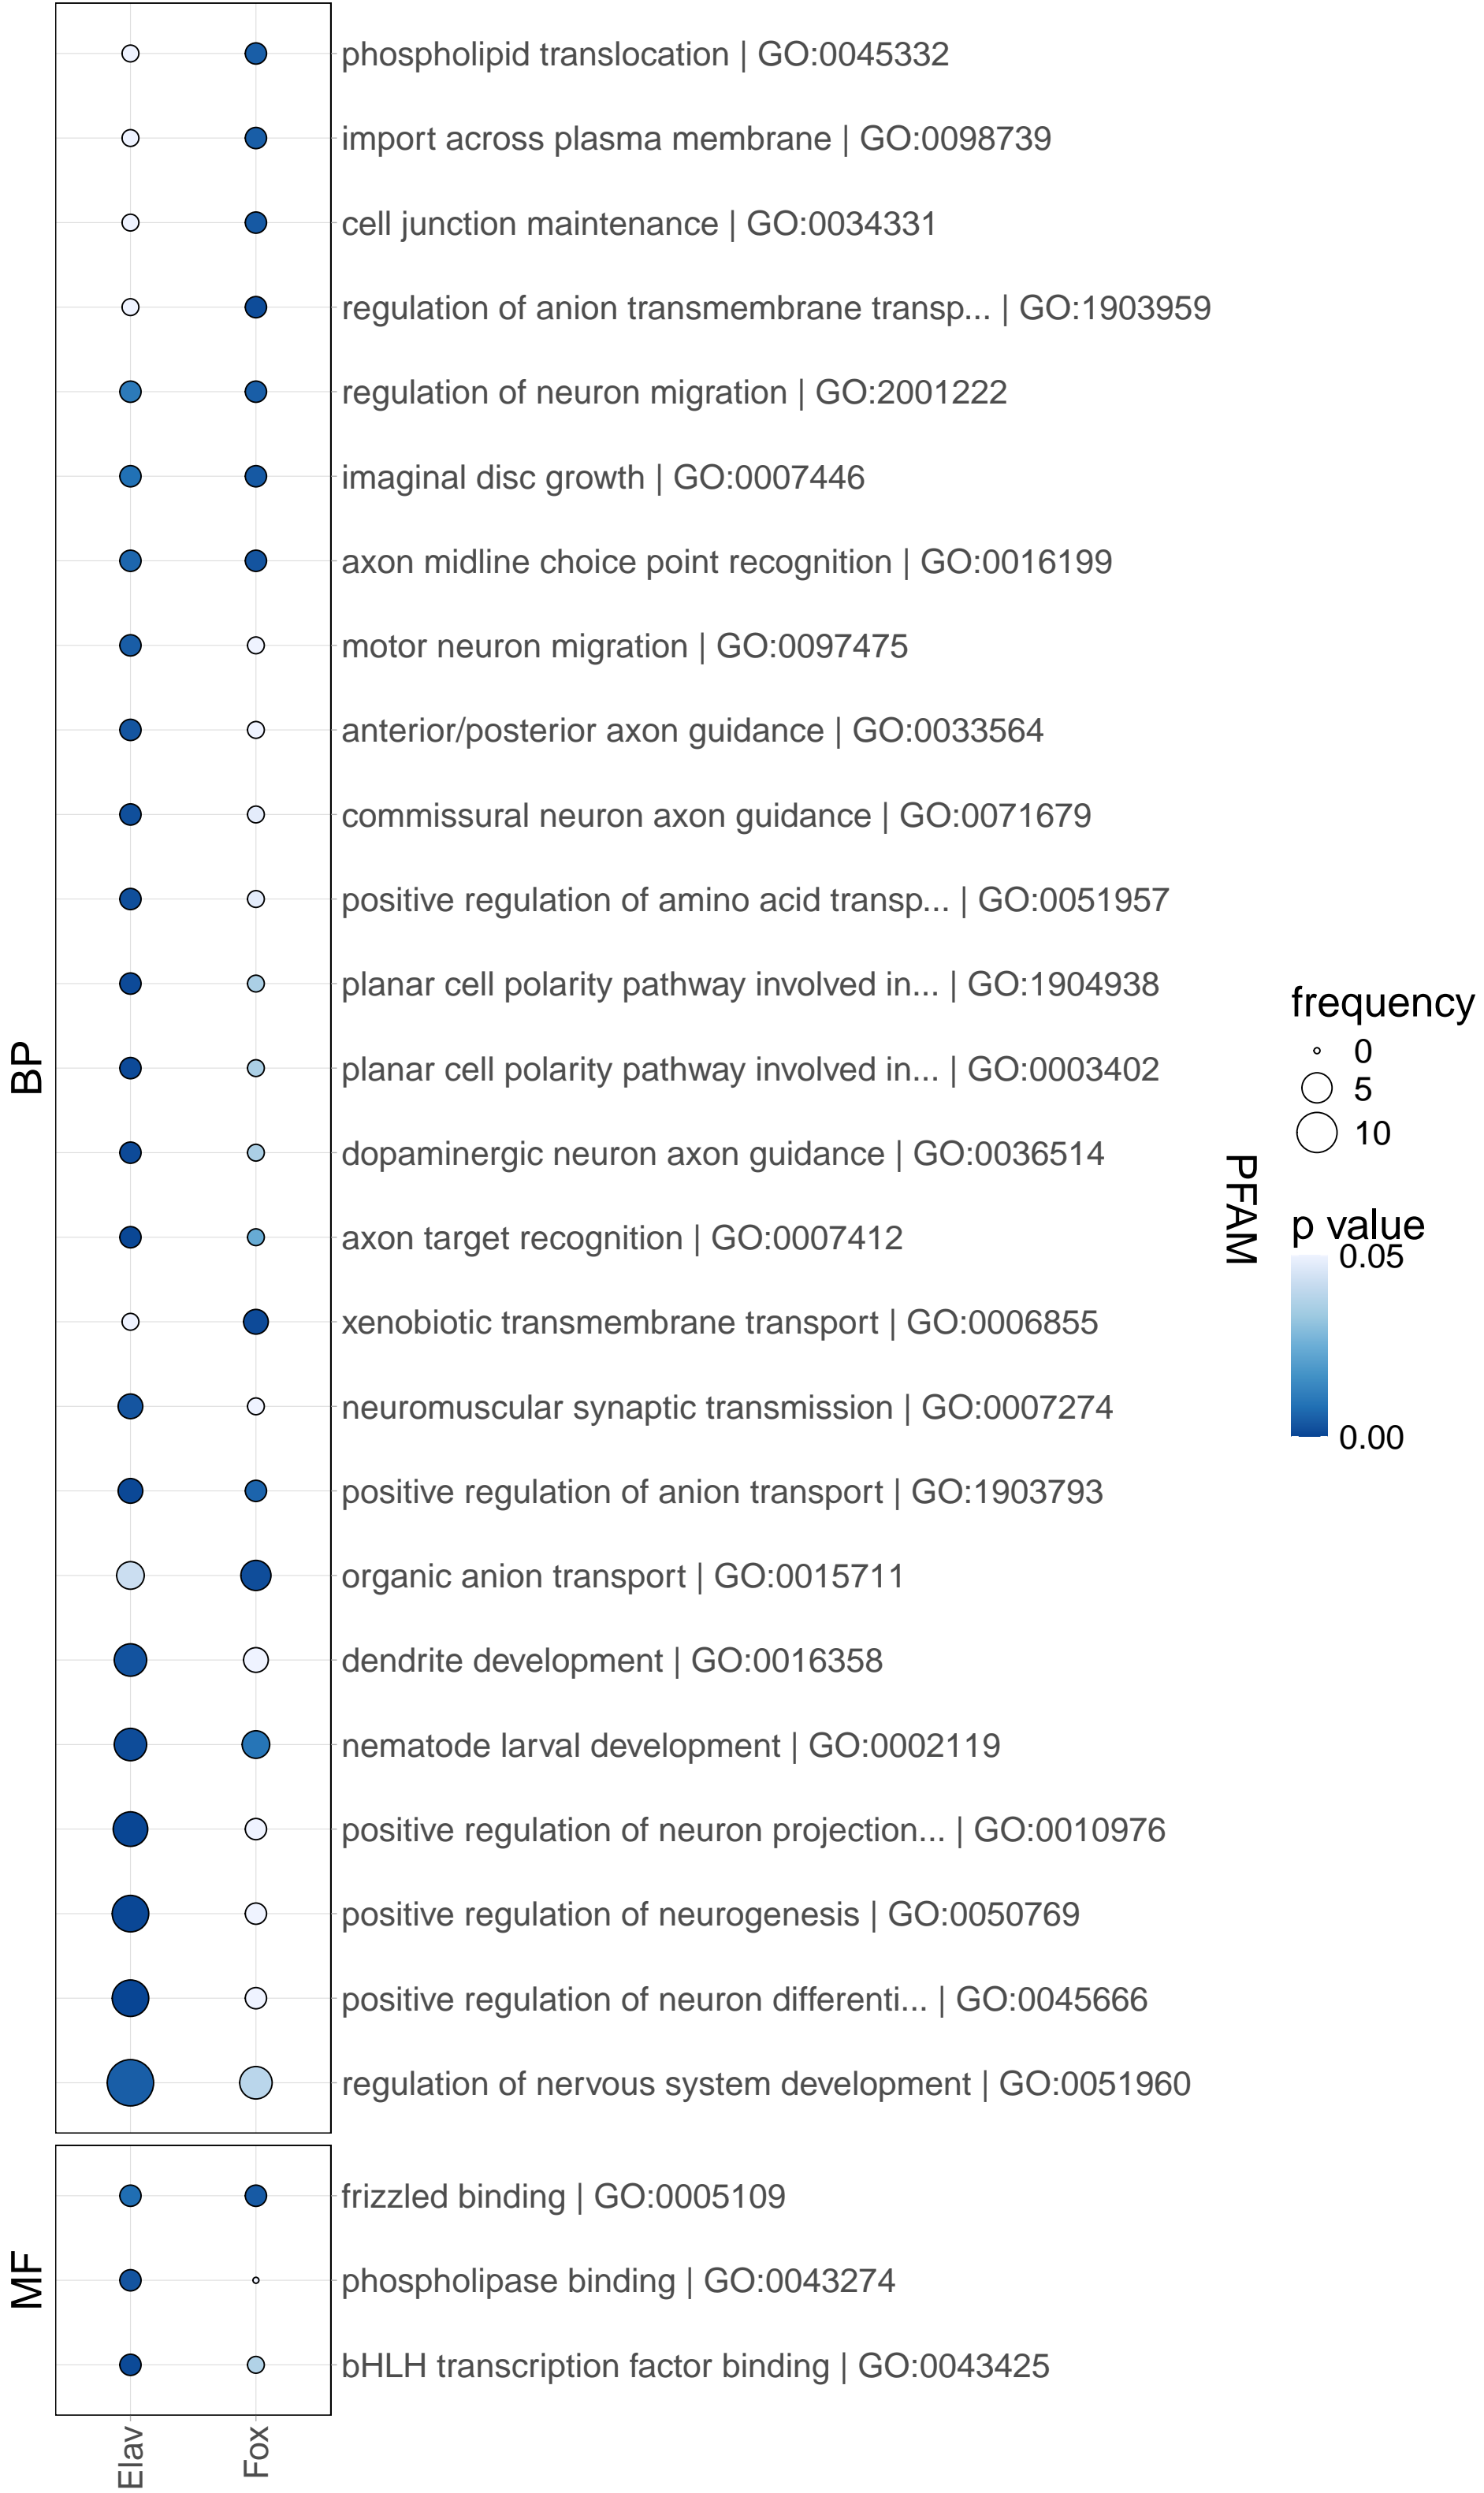 phospholipid translocation | GO:0045332
import across plasma membrane | GO:0098739
cell junction maintenance | GO:0034331
regulation of anion transmembrane transp... | GO:1903959
regulation of neuron migration | GO:2001222
imaginal disc growth | GO:0007446
axon midline choice point recognition | GO:0016199
motor neuron migration | GO:0097475
anterior/posterior axon guidance | GO:0033564
commissural neuron axon guidance | GO:0071679
positive regulation of amino acid transp... | GO:0051957
planar cell polarity pathway involved in... | GO:1904938
planar cell polarity pathway involved in... | GO:0003402
dopaminergic neuron axon guidance | GO:0036514
axon target recognition | GO:0007412
xenobiotic transmembrane transport | GO:0006855
neuromuscular synaptic transmission | GO:0007274
positive regulation of anion transport | GO:1903793
organic anion transport | GO:0015711
dendrite development | GO:0016358
nematode larval development | GO:0002119
positive regulation of neuron projection... | GO:0010976
positive regulation of neurogenesis | GO:0050769
positive regulation of neuron differenti... | GO:0045666
regulation of nervous system development | GO:0051960
BP
frizzled binding | GO:0005109
phospholipase binding | GO:0043274
bHLH transcription factor binding | GO:0043425
MF
Elav
Fox
PFAM
frequency
0
5
10
p value
0.05
0.00